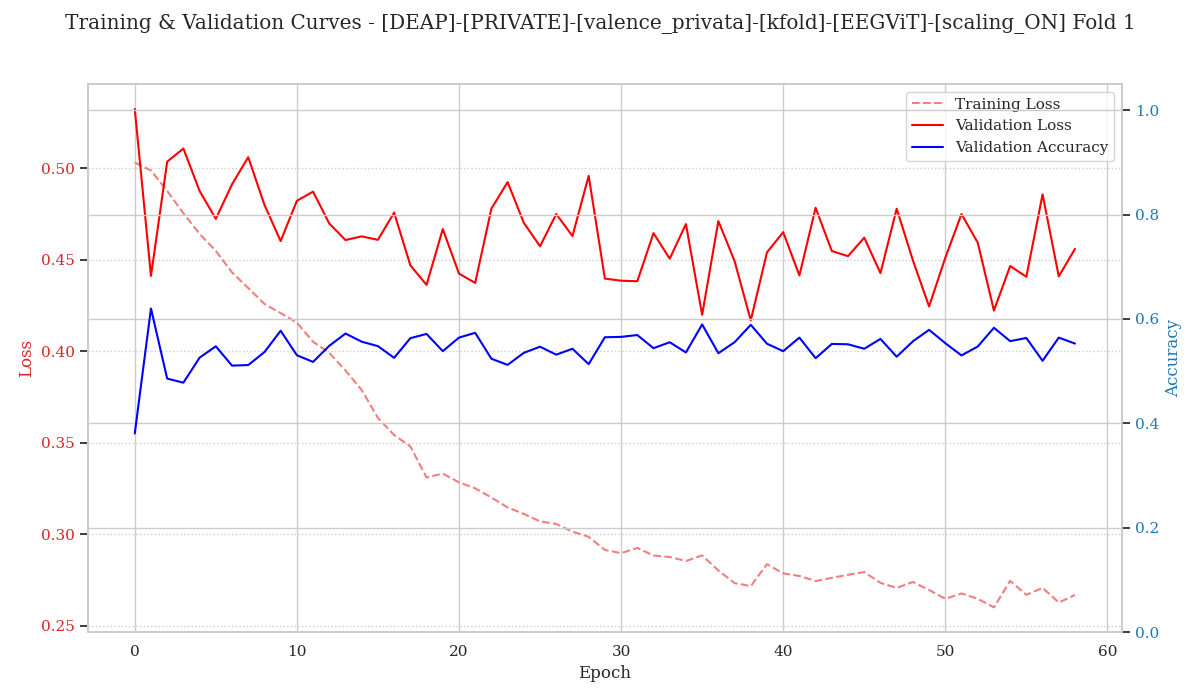 Training & Validation Curves - [DEAP]-[PRIVATE]-[valence_privata]-[kfold]-[EEGViT]-[scaling_ON] Fold 1
Training Loss
Validation Loss
Validation Accuracy
Loss
0.50
0.45
0.40
0.35
0.30
0.25
1.0
0.8
0.6
0.4
0.2
0.0
Accuracy
0 10 20 30 40 50 60
Epoch